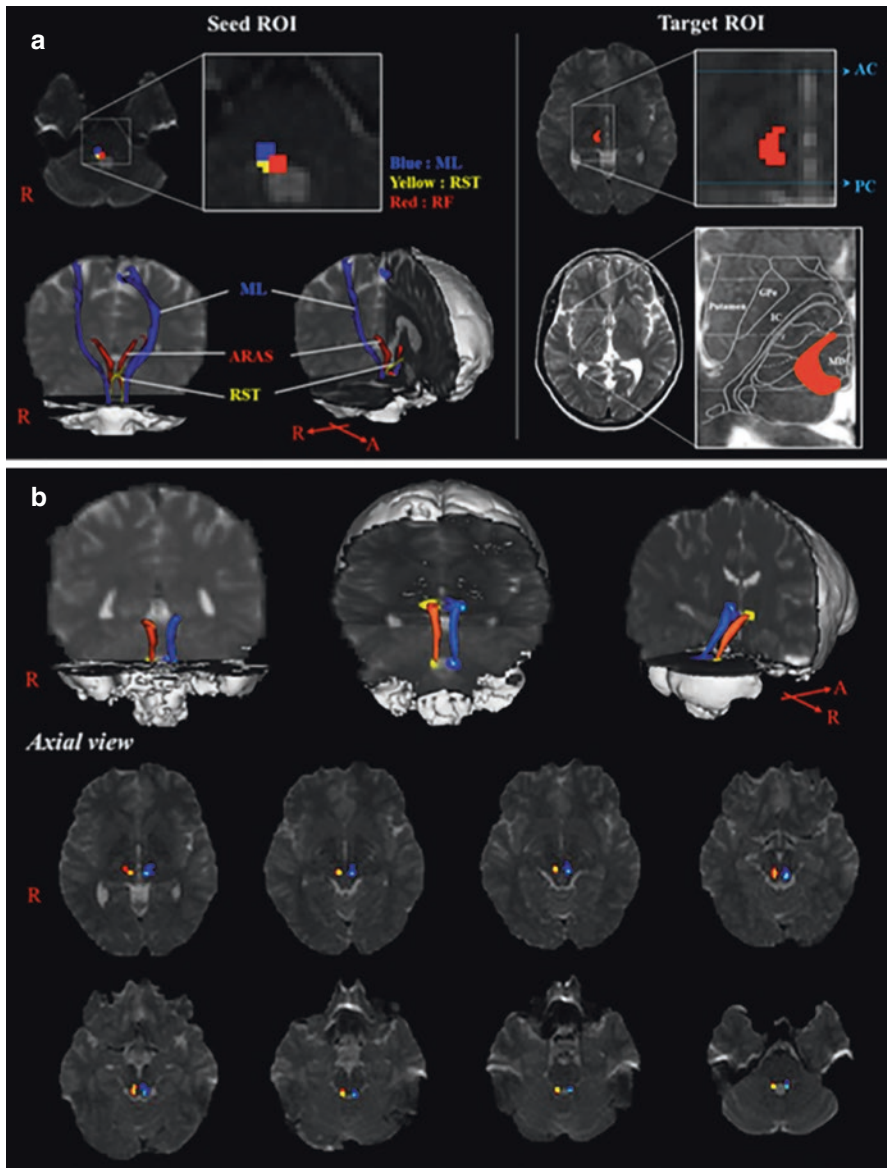 a
Seed ROI
Target ROI
AC
PC
Blue : ML
Yellow : RST
Red : RF
R
ML
ARAS
RST
R
R
A
Putamen
GPe
IC
MD
b
R
A
R
Axial view
R